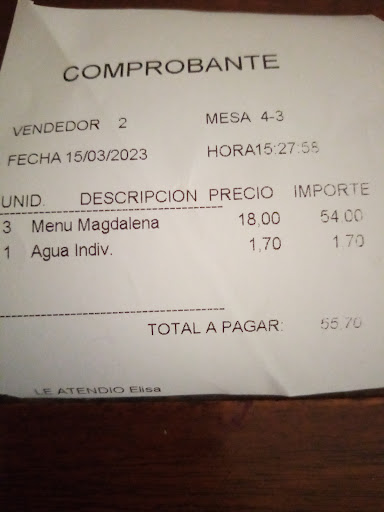 COMPROBANTE
VENDEDOR 2 MESA 4-3
FECHA 15/03/2023 HORA15:27:58
UNID. DESCRIPCION PRECIO IMPORTE
3 Menu Magdalena 18,00 54,00
1 Agua Indiv. 1,70 1,70
TOTAL A PAGAR: 55,70
LE ATENDIO Elisa